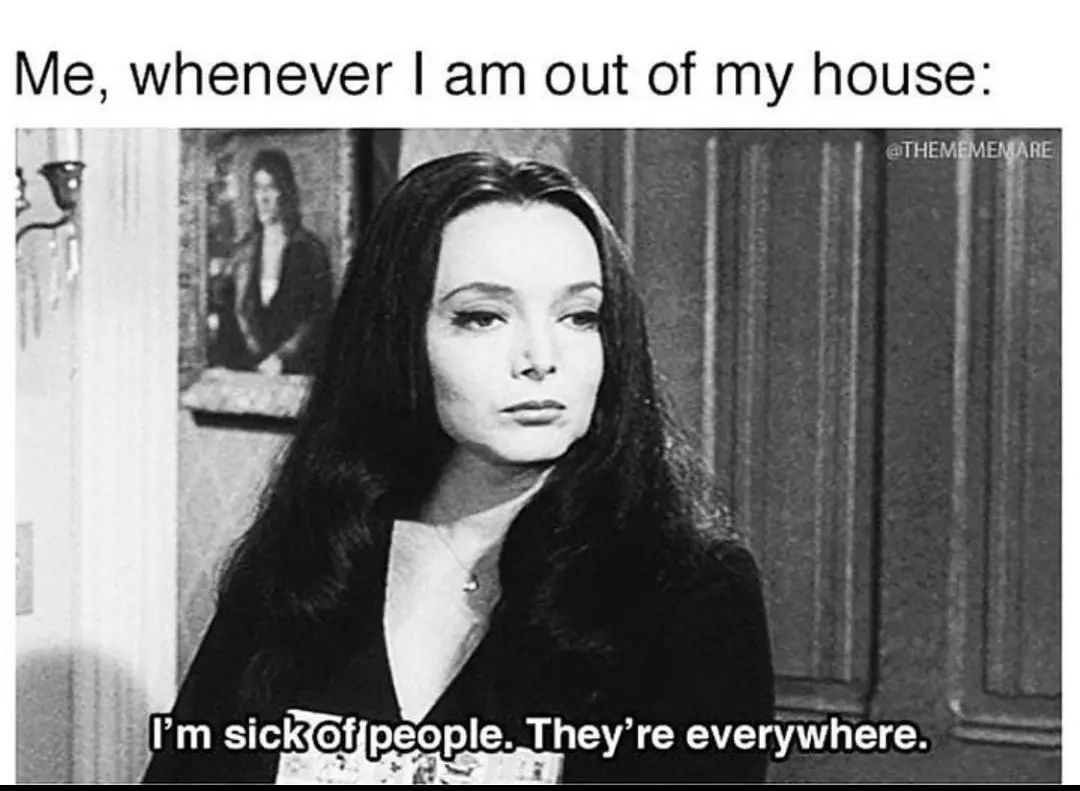 Me, whenever I am out of my house:
@THEMEMEMARE
I'm sick of people. They're everywhere.